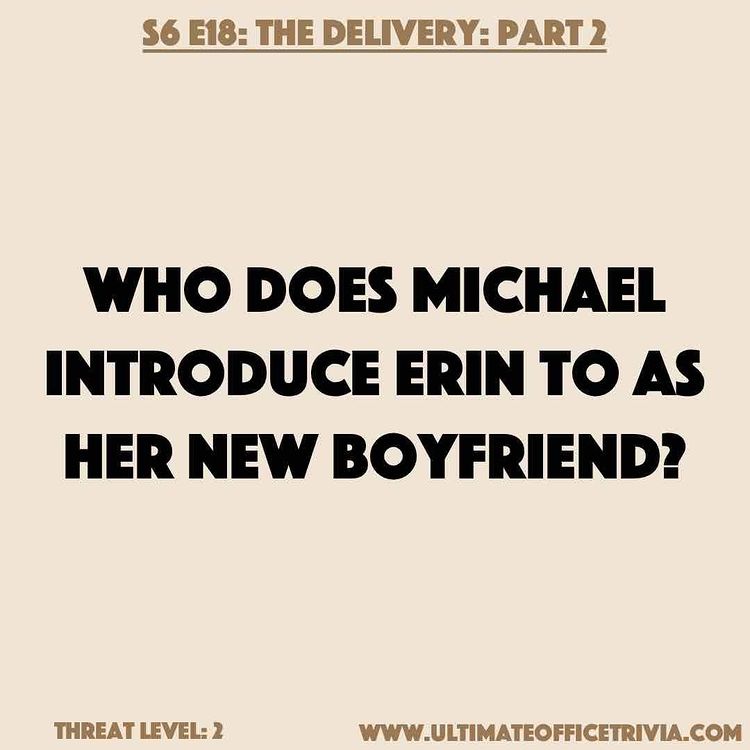 S6 E18: THE DELIVERY: PART 2
WHO DOES MICHAEL
INTRODUCE ERIN TO AS
HER NEW BOYFRIEND?
THREAT LEVEL: 2
WWW.ULTIMATEOFFICETRIVIA.COM